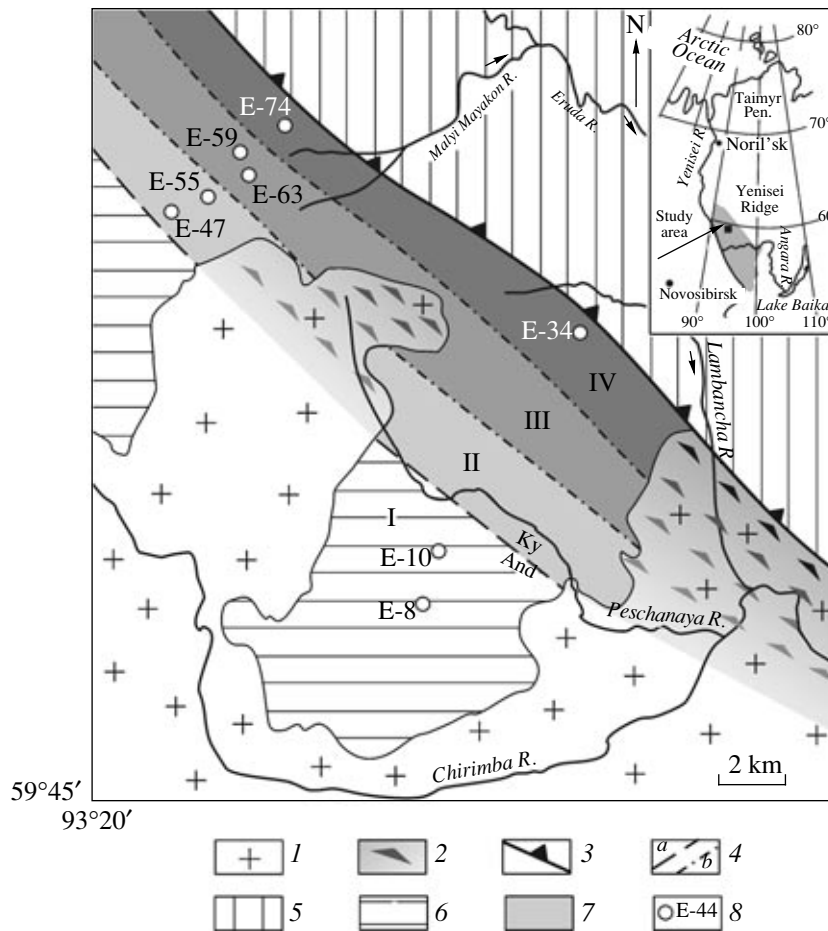 N
80°
Arctic
Ocean
Taimyr
Pen.
70°
Yenisei R.
Noril'sk
Yenisei
Ridge
60
Study
area
Angara R.
Novosibirsk
Lake Baika
90°
100°
110°
E-74
Malyi Mayakon R.
Eruda R.
E-59
E-55
E-63
E-47
E-34
IV
Lambancha R
III
II
I
Ky
And
E-10
E-8
Peschanaya R.
Chirimba R.
2 km
59°45′
93°20′
1
2
3
a
b
4
5
6
7
E-44
8